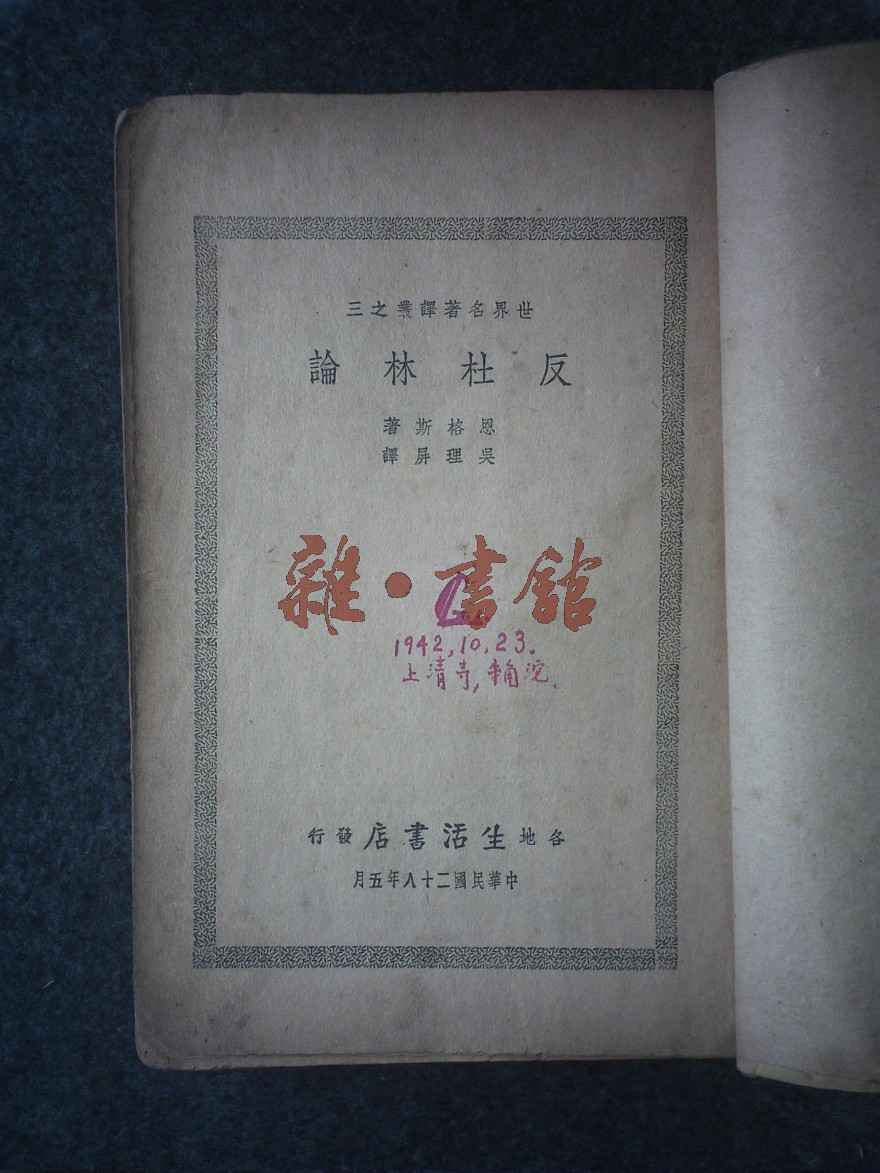 世界名著譯叢之三
反杜林論
恩格斯著
吳理屏譯
雜·書館
1942,10,23.
上清寺,
各地生活書店發行
中華民國二十八年五月